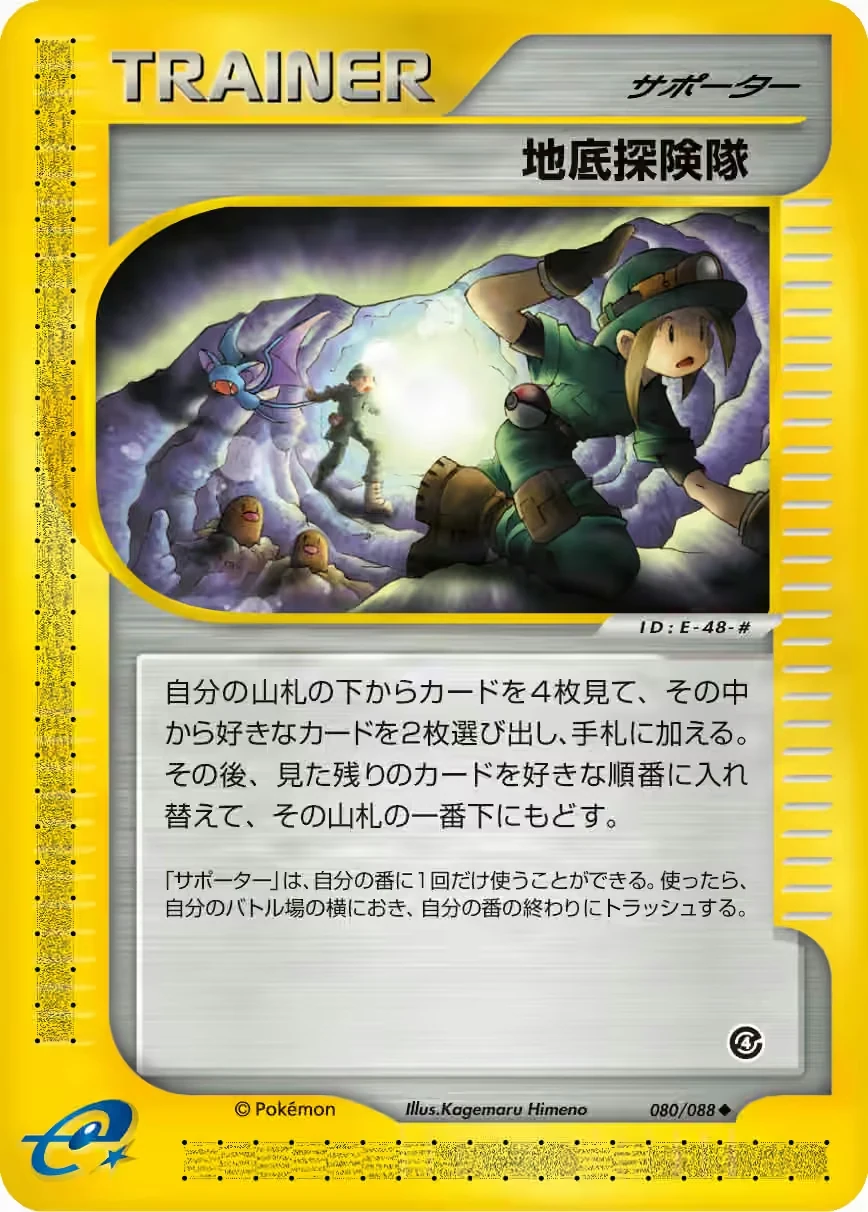 TRAINER
サポーター
地底探険隊
ID : E-48-#
自分の山札の下からカードを4枚見て、その中
から好きなカードを2枚選び出し、手札に加える。
その後、見た残りのカードを好きな順番に入れ
替えて、その山札の一番下にもどす。
「サポーター」は、自分の番に1回だけ使うことができる。使ったら、
自分のバトル場の横におき、自分の番の終わりにトラッシュする。
4
© Pokémon
Illus.Kagemaru Himeno
080/088◆
e